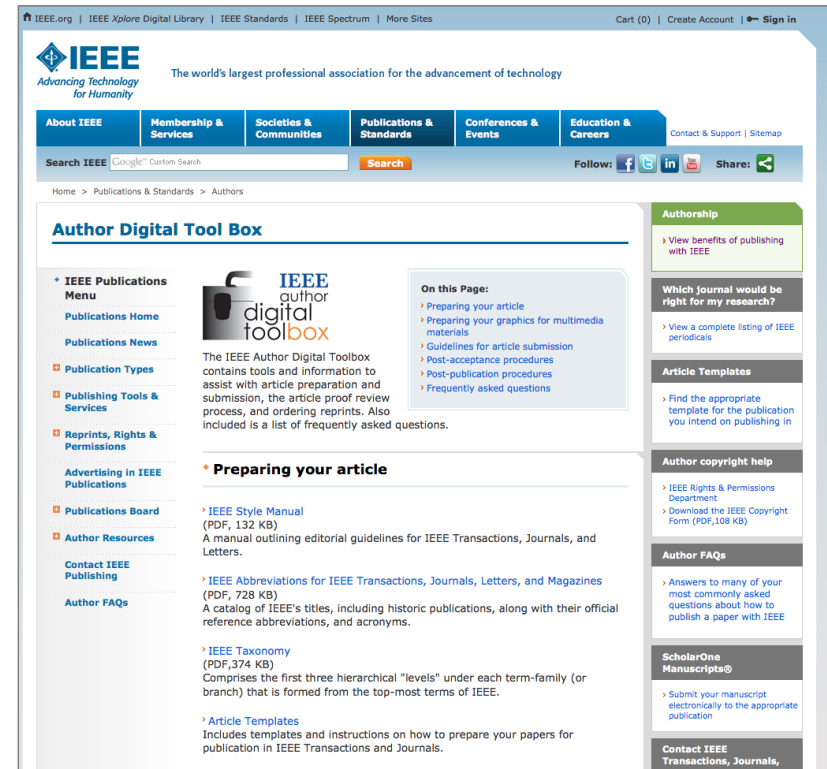 IEEE.org | IEEE Xplore Digital Library | IEEE Standards | IEEE Spectrum | More Sites
Cart (0) | Create Account | Sign in
IEEE
Advancing Technology
for Humanity
The world's largest professional association for the advancement of technology
About IEEE
Membership &
Services
Societies &
Communities
Publications &
Standards
Conferences &
Events
Education &
Careers
Contact & Support | Sitemap
Search IEEE
Google™ Custom Search
Search
Follow:
Share:
Home > Publications & Standards > Authors
Author Digital Tool Box
IEEE Publications
Menu
Publications Home
Publications News
Publication Types
Publishing Tools &
Services
Reprints, Rights &
Permissions
Advertising in IEEE
Publications
Publications Board
Author Resources
Contact IEEE
Publishing
Author FAQs
IEEE
author
digital
toolbox
The IEEE Author Digital Toolbox
contains tools and information to
assist with article preparation and
submission, the article proof review
process, and ordering reprints. Also
included is a list of frequently asked questions.
On this Page:
Preparing your article
Preparing your graphics for multimedia
materials
Guidelines for article submission
Post-acceptance procedures
Post-publication procedures
Frequently asked questions
Preparing your article
IEEE Style Manual
(PDF, 132 KB)
A manual outlining editorial guidelines for IEEE Transactions, Journals, and
Letters.
IEEE Abbreviations for IEEE Transactions, Journals, Letters, and Magazines
(PDF, 728 KB)
A catalog of IEEE's titles, including historic publications, along with their official
reference abbreviations, and acronyms.
IEEE Taxonomy
(PDF,374 KB)
Comprises the first three hierarchical "levels" under each term-family (or
branch) that is formed from the top-most terms of IEEE.
Article Templates
Includes templates and instructions on how to prepare your papers for
publication in IEEE Transactions and Journals.
Authorship
View benefits of publishing
with IEEE
Which journal would be
right for my research?
View a complete listing of IEEE
periodicals
Article Templates
Find the appropriate
template for the publication
you intend on publishing in
Author copyright help
IEEE Rights & Permissions
Department
Download the IEEE Copyright
Form (PDF,108 KB)
Author FAQs
Answers to many of your
most commonly asked
questions about how to
publish a paper with IEEE
ScholarOne
Manuscripts®
Submit your manuscript
electronically to the appropriate
publication
Contact IEEE
Transactions, Journals,